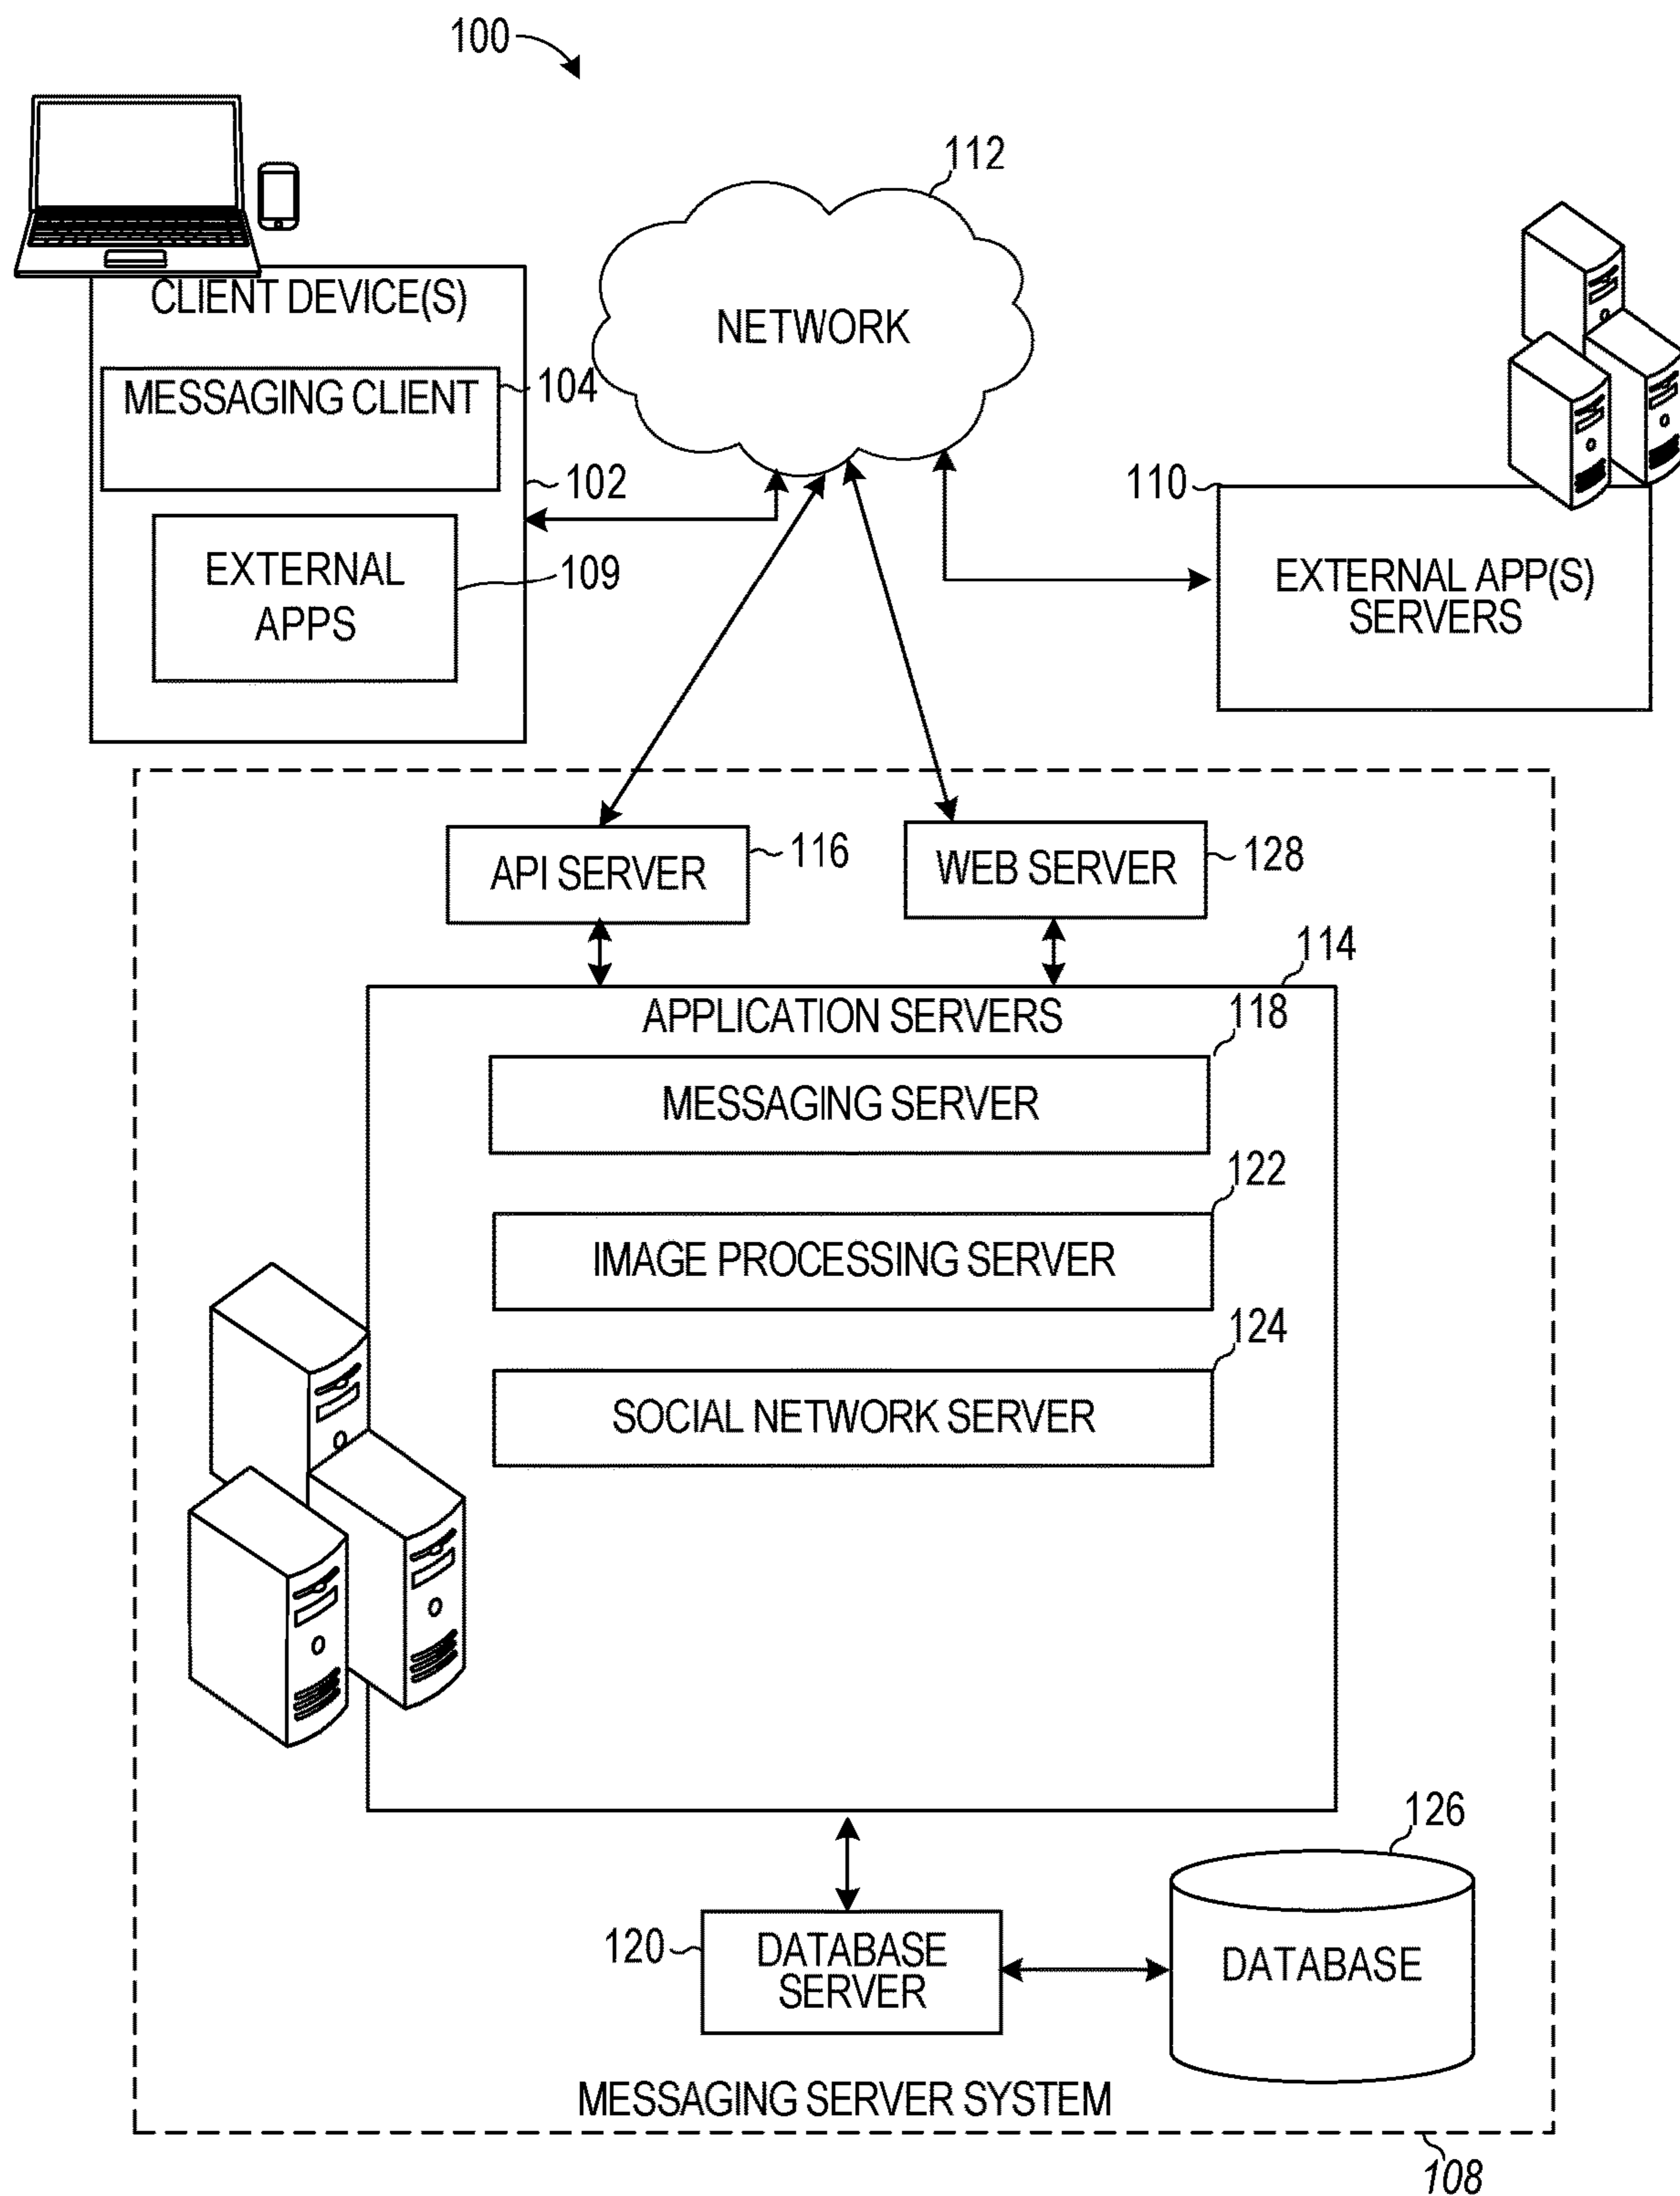 100
112
CLIENT DEVICE(S)
NETWORK
MESSAGING CLIENT
104
102
110
EXTERNAL
APPS
109
EXTERNAL APP(S)
SERVERS
API SERVER
116
WEB SERVER
128
114
APPLICATION SERVERS
118
MESSAGING SERVER
122
IMAGE PROCESSING SERVER
124
SOCIAL NETWORK SERVER
126
120
DATABASE
SERVER
DATABASE
MESSAGING SERVER SYSTEM
108